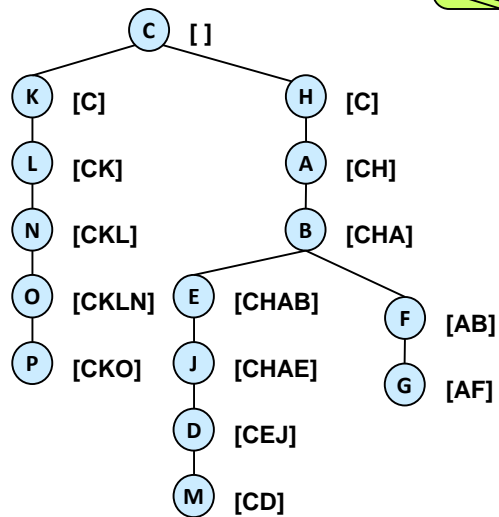 C [ ]
K [C] H [C]
L [CK] A [CH]
N [CKL] B [CHA]
O [CKLN] E [CHAB] F [AB]
P [CKO] J [CHAE] G [AF]
D [CEJ]
M [CD]